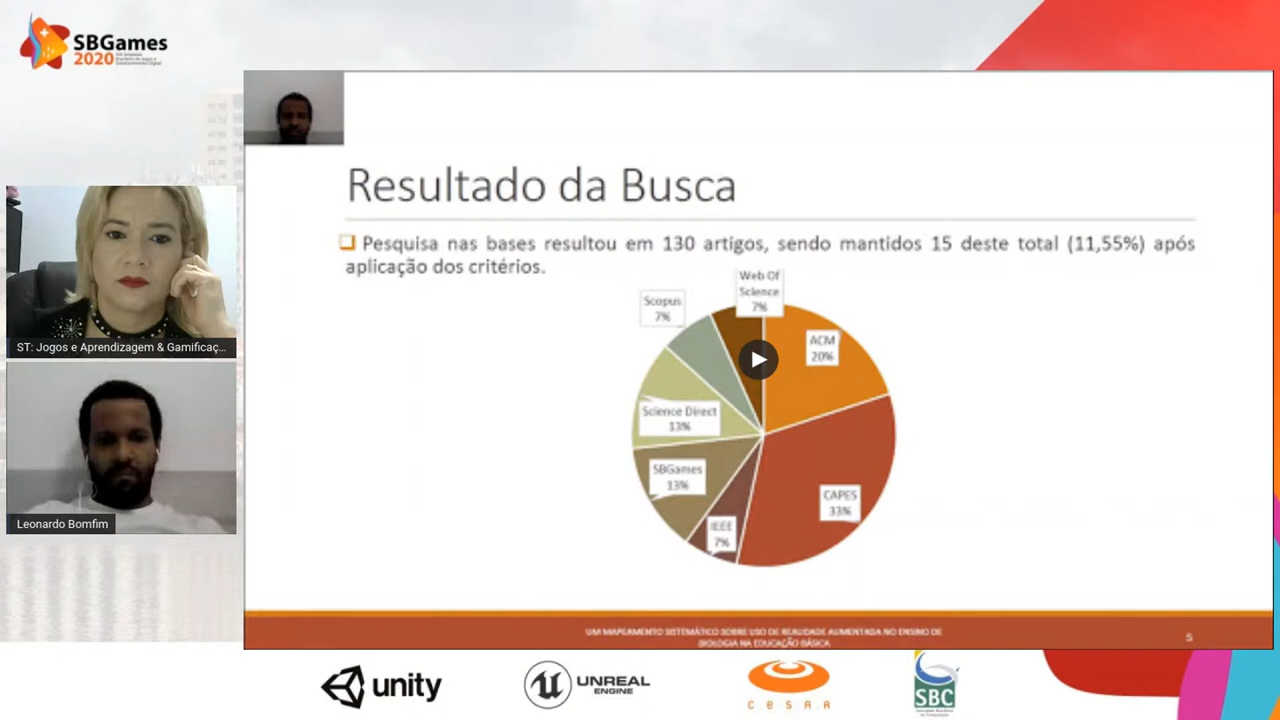 SBGames
2020
Resultado da Busca
Pesquisa nas bases resultou em 130 artigos, sendo mantidos 15 deste total (11,55%) após
aplicação dos critérios.
Web Of
Science
7%
Scopus
7%
ACM
20%
Science Direct
13%
SBGames
13%
CAPES
33%
IEEE
7%
ST: Jogos e Aprendizagem & Gamificaç...
Leonardo Bomfim
UM MAPEAMENTO SISTEMÁTICO SOBRE USO DE REALIDADE AUMENTADA NO ENSINO DE
BIOLOGIA NA EDUCAÇÃO BÁSICA
5
unity
UNREAL
ENGINE
CESAR
SBC